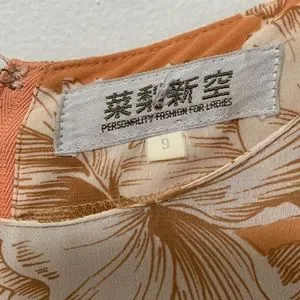 菜梨新空
PERSONALITY FASHION FOR LADIES
9